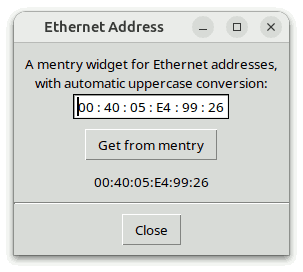 Ethernet Address
A mentry widget for Ethernet addresses,
with automatic uppercase conversion:
00 : 40 : 05 : E4 : 99 : 26
Get from mentry
00:40:05:E4:99:26
Close